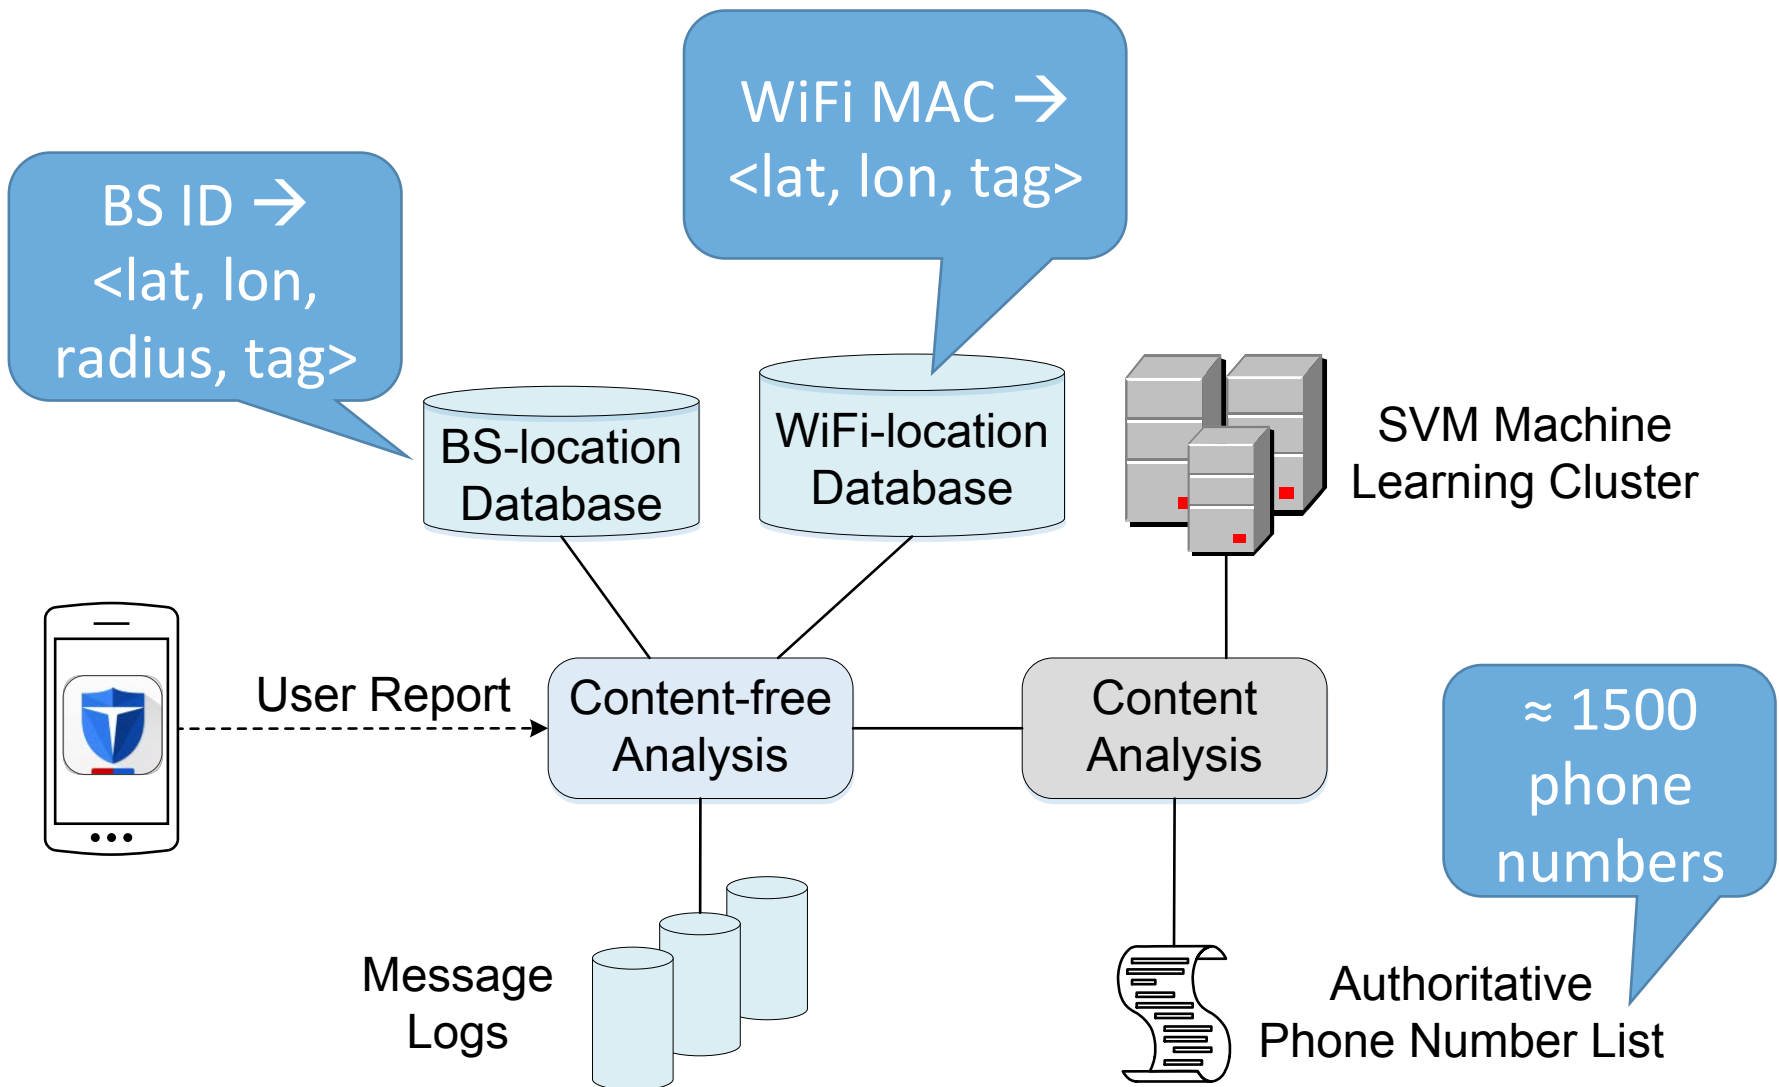 WiFi MAC →
<lat, lon, tag>
BS ID →
<lat, lon,
radius, tag>
BS-location
Database
WiFi-location
Database
SVM Machine
Learning Cluster
User Report
Content-free
Analysis
Content
Analysis
≈ 1500
phone
numbers
Message
Logs
Authoritative
Phone Number List